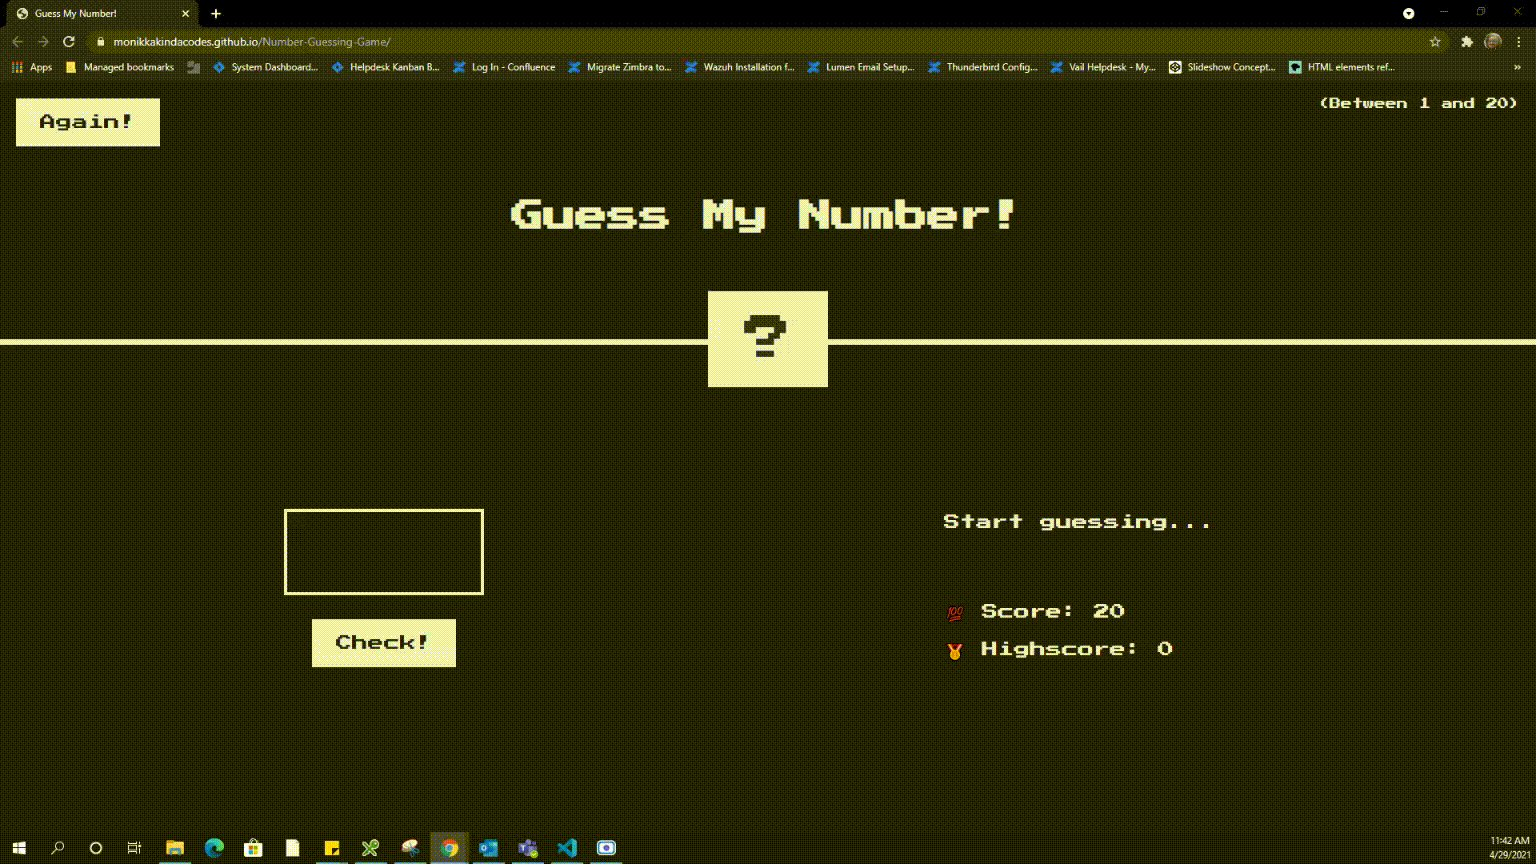 Guess My Number!
monikkakindacodes.github.io/Number-Guessing-Game/
Apps
Managed bookmarks
System Dashboard...
Helpdesk Kanban B...
Log In - Confluence
Migrate Zimbra to...
Wazuh Installation f...
Lumen Email Setup...
Thunderbird Config...
Vail Helpdesk - My...
Slideshow Concept...
HTML elements ref...
»
Again!
(Between 1 and 20)
Guess My Number!
?
Start guessing...
💯 Score: 20
Check!
🏅 Highscore: 0
11:42 AM
4/29/2021